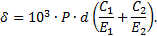 δ = 10³ · P · d (C₁/E₁ + C₂/E₂).